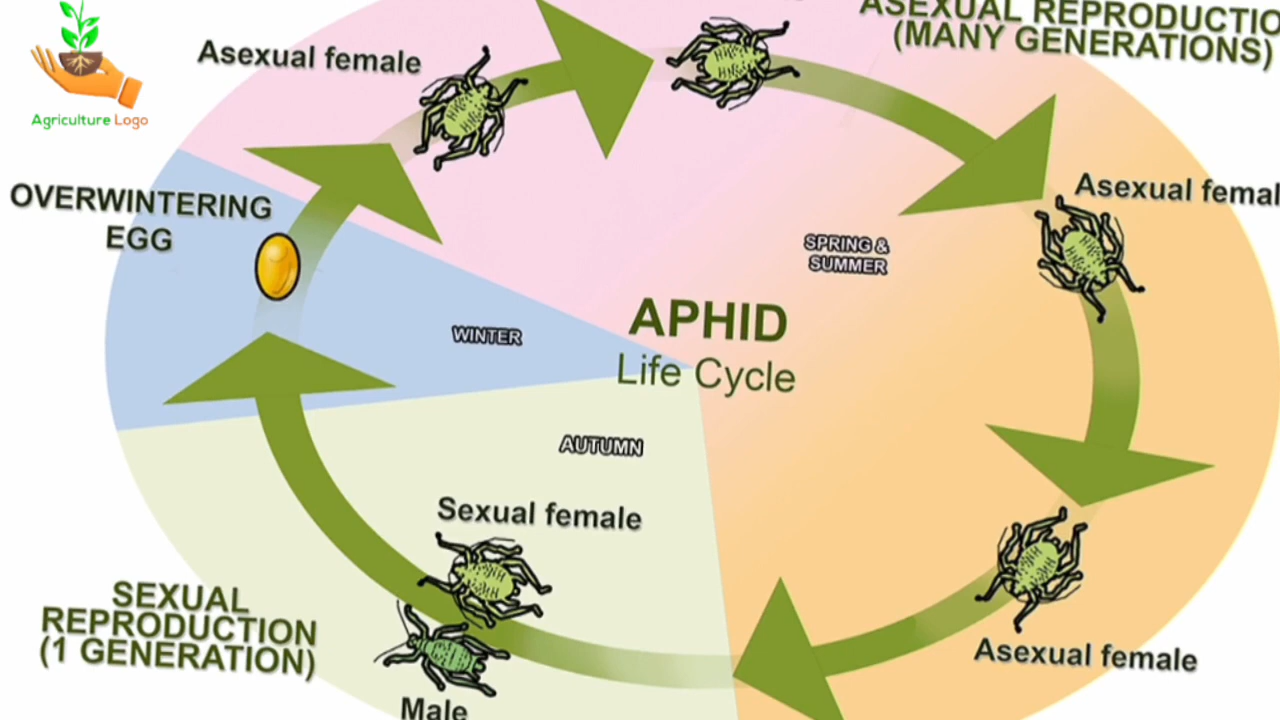 ASEXUAL REPRODUCTIO
(MANY GENERATIONS)
Asexual female
Agriculture Logo
Asexual femal
OVERWINTERING
EGG
SPRING &
SUMMER
APHID
Life Cycle
WINTER
AUTUMN
Sexual female
SEXUAL
REPRODUCTION
(1 GENERATION)
Asexual female
Male